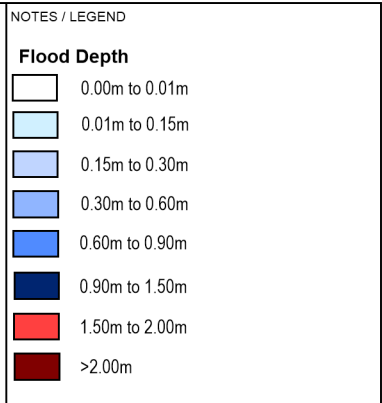 NOTES / LEGEND
Flood Depth
0.00m to 0.01m
0.01m to 0.15m
0.15m to 0.30m
0.30m to 0.60m
0.60m to 0.90m
0.90m to 1.50m
1.50m to 2.00m
>2.00m